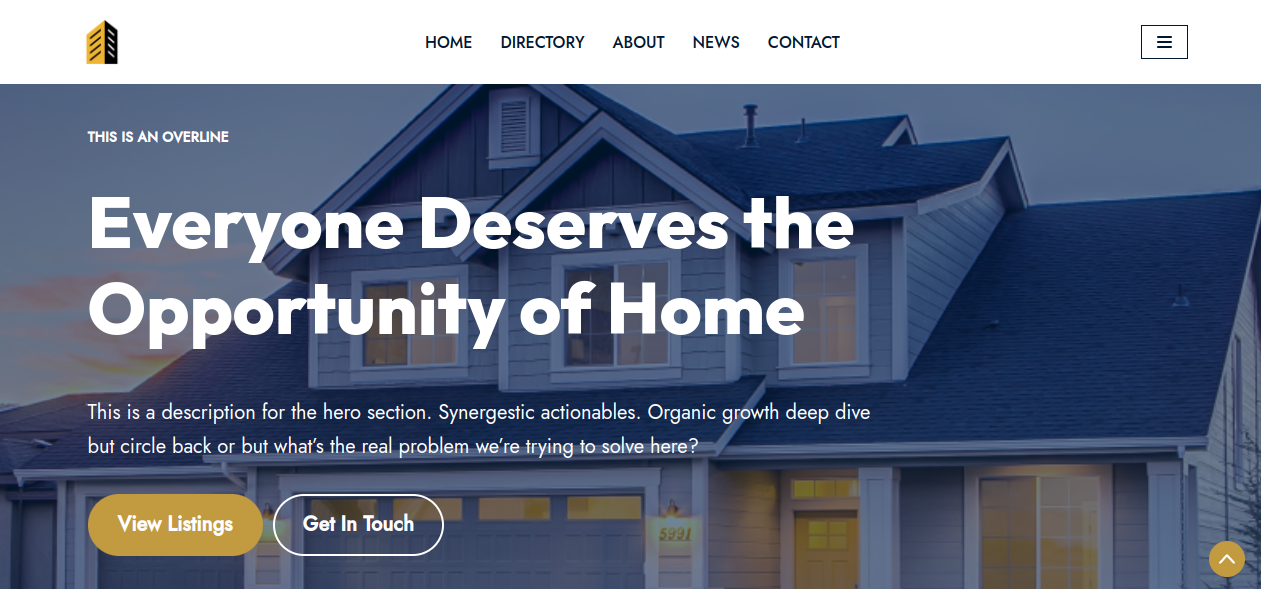 HOME DIRECTORY ABOUT NEWS CONTACT
THIS IS AN OVERLINE
Everyone Deserves the
Opportunity of Home
This is a description for the hero section. Synergestic actionables. Organic growth deep dive
but circle back or but what’s the real problem we’re trying to solve here?
View Listings Get In Touch
5991